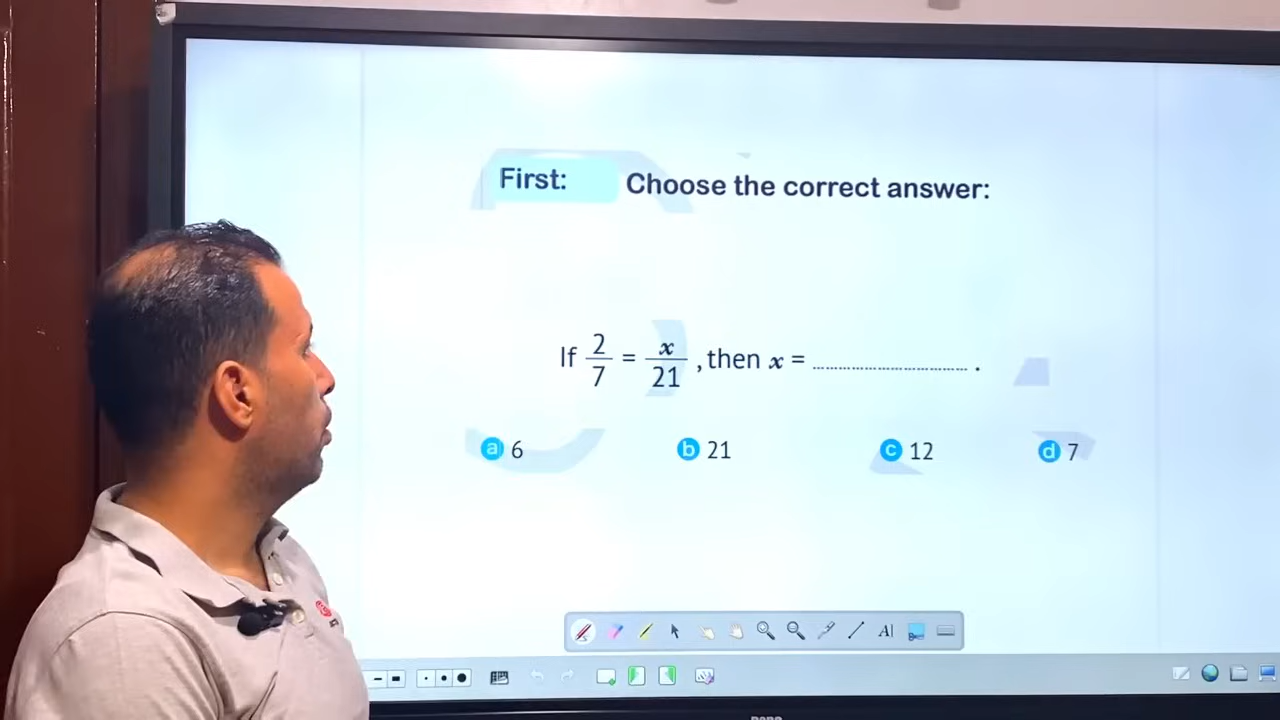 First: Choose the correct answer:
If 2/7 = x/21 , then x = ........................ .
a 6 b 21 c 12 d 7
A|